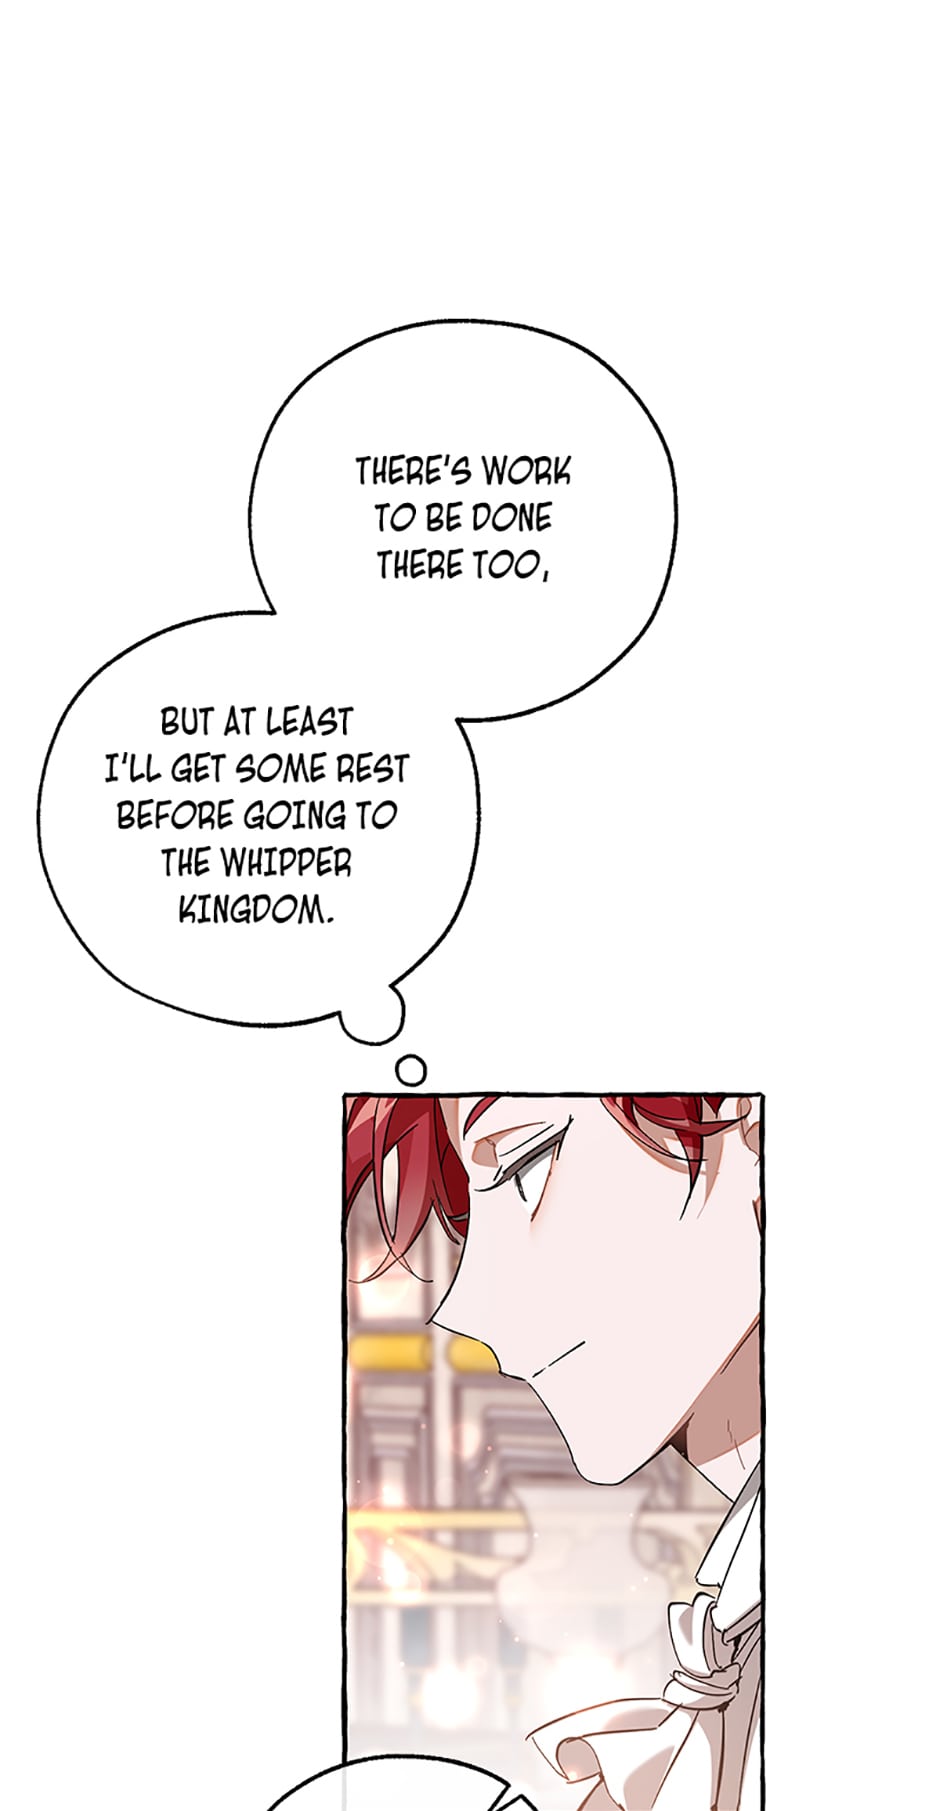 THERE'S WORK
TO BE DONE
THERE TOO,
BUT AT LEAST
I'LL GET SOME REST
BEFORE GOING TO
THE WHIPPER
KINGDOM.